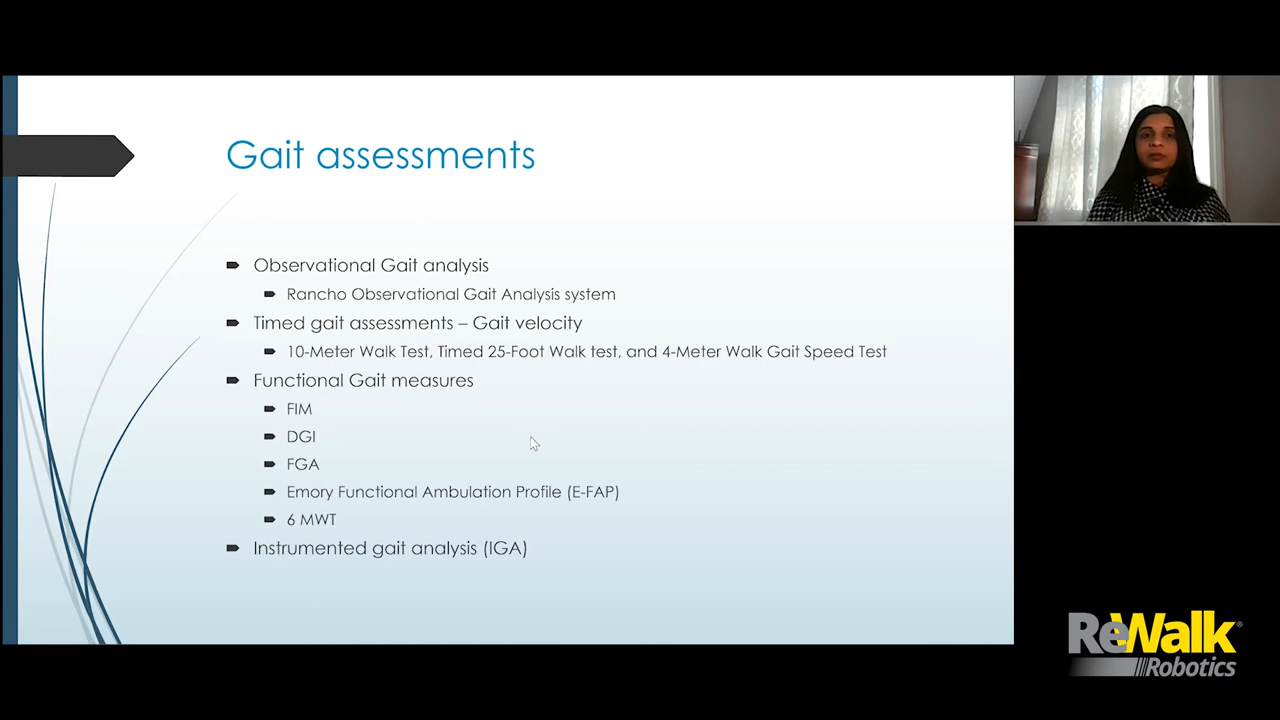 Gait assessments
Observational Gait analysis
Rancho Observational Gait Analysis system
Timed gait assessments – Gait velocity
10-Meter Walk Test, Timed 25-Foot Walk test, and 4-Meter Walk Gait Speed Test
Functional Gait measures
FIM
DGI
FGA
Emory Functional Ambulation Profile (E-FAP)
6 MWT
Instrumented gait analysis (IGA)
ReWalk®
Robotics